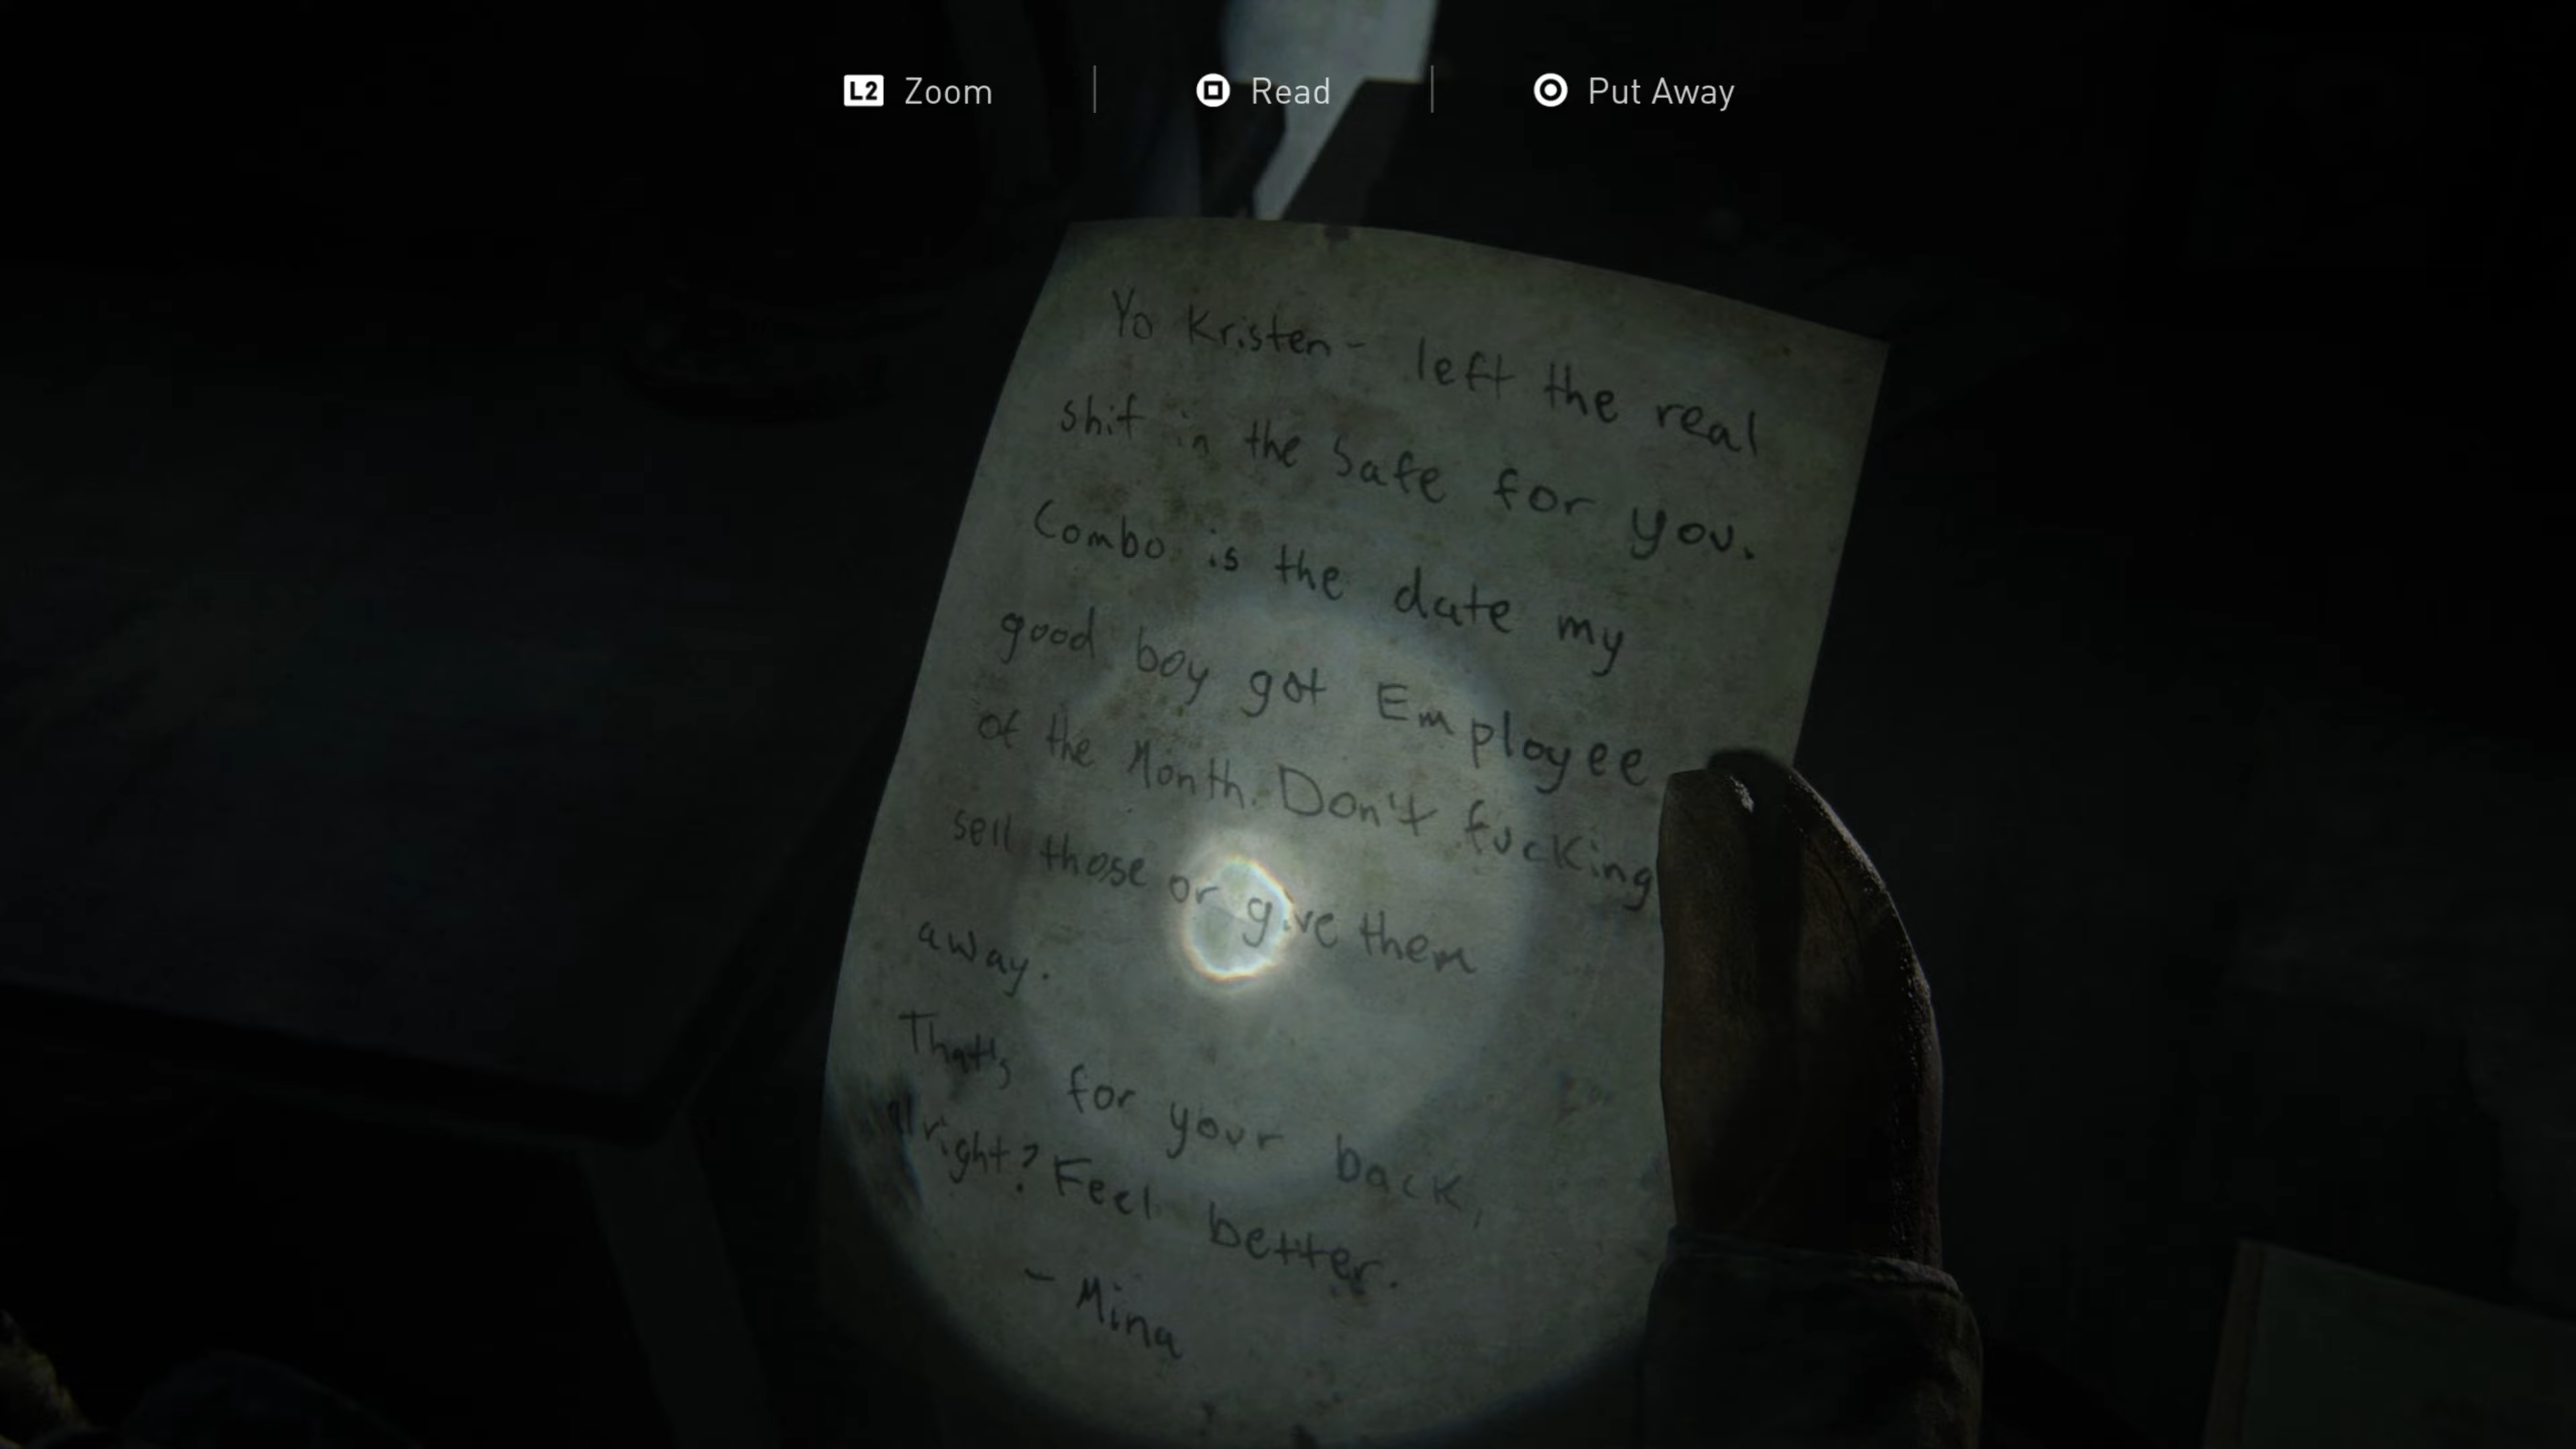 L2 Zoom | Read | Put Away
Yo Kristen- left the real
shit in the safe for you.
Combo is the date my
good boy got Employee
of the Month. Don't fucking
sell those or give them
away.
That's for your back,
alright? Feel better.
- Mina